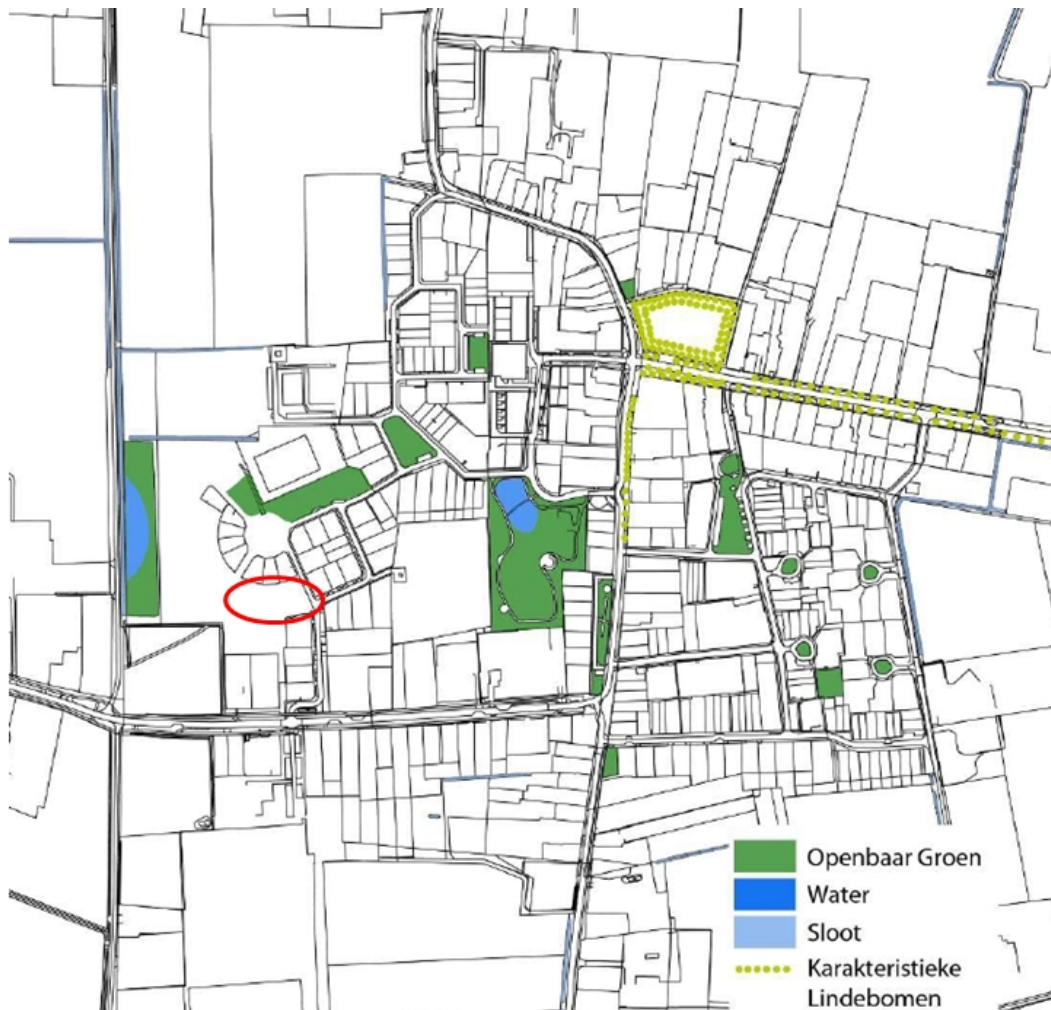 Openbaar Groen
Water
Sloot
Karakteristieke
Lindebomen